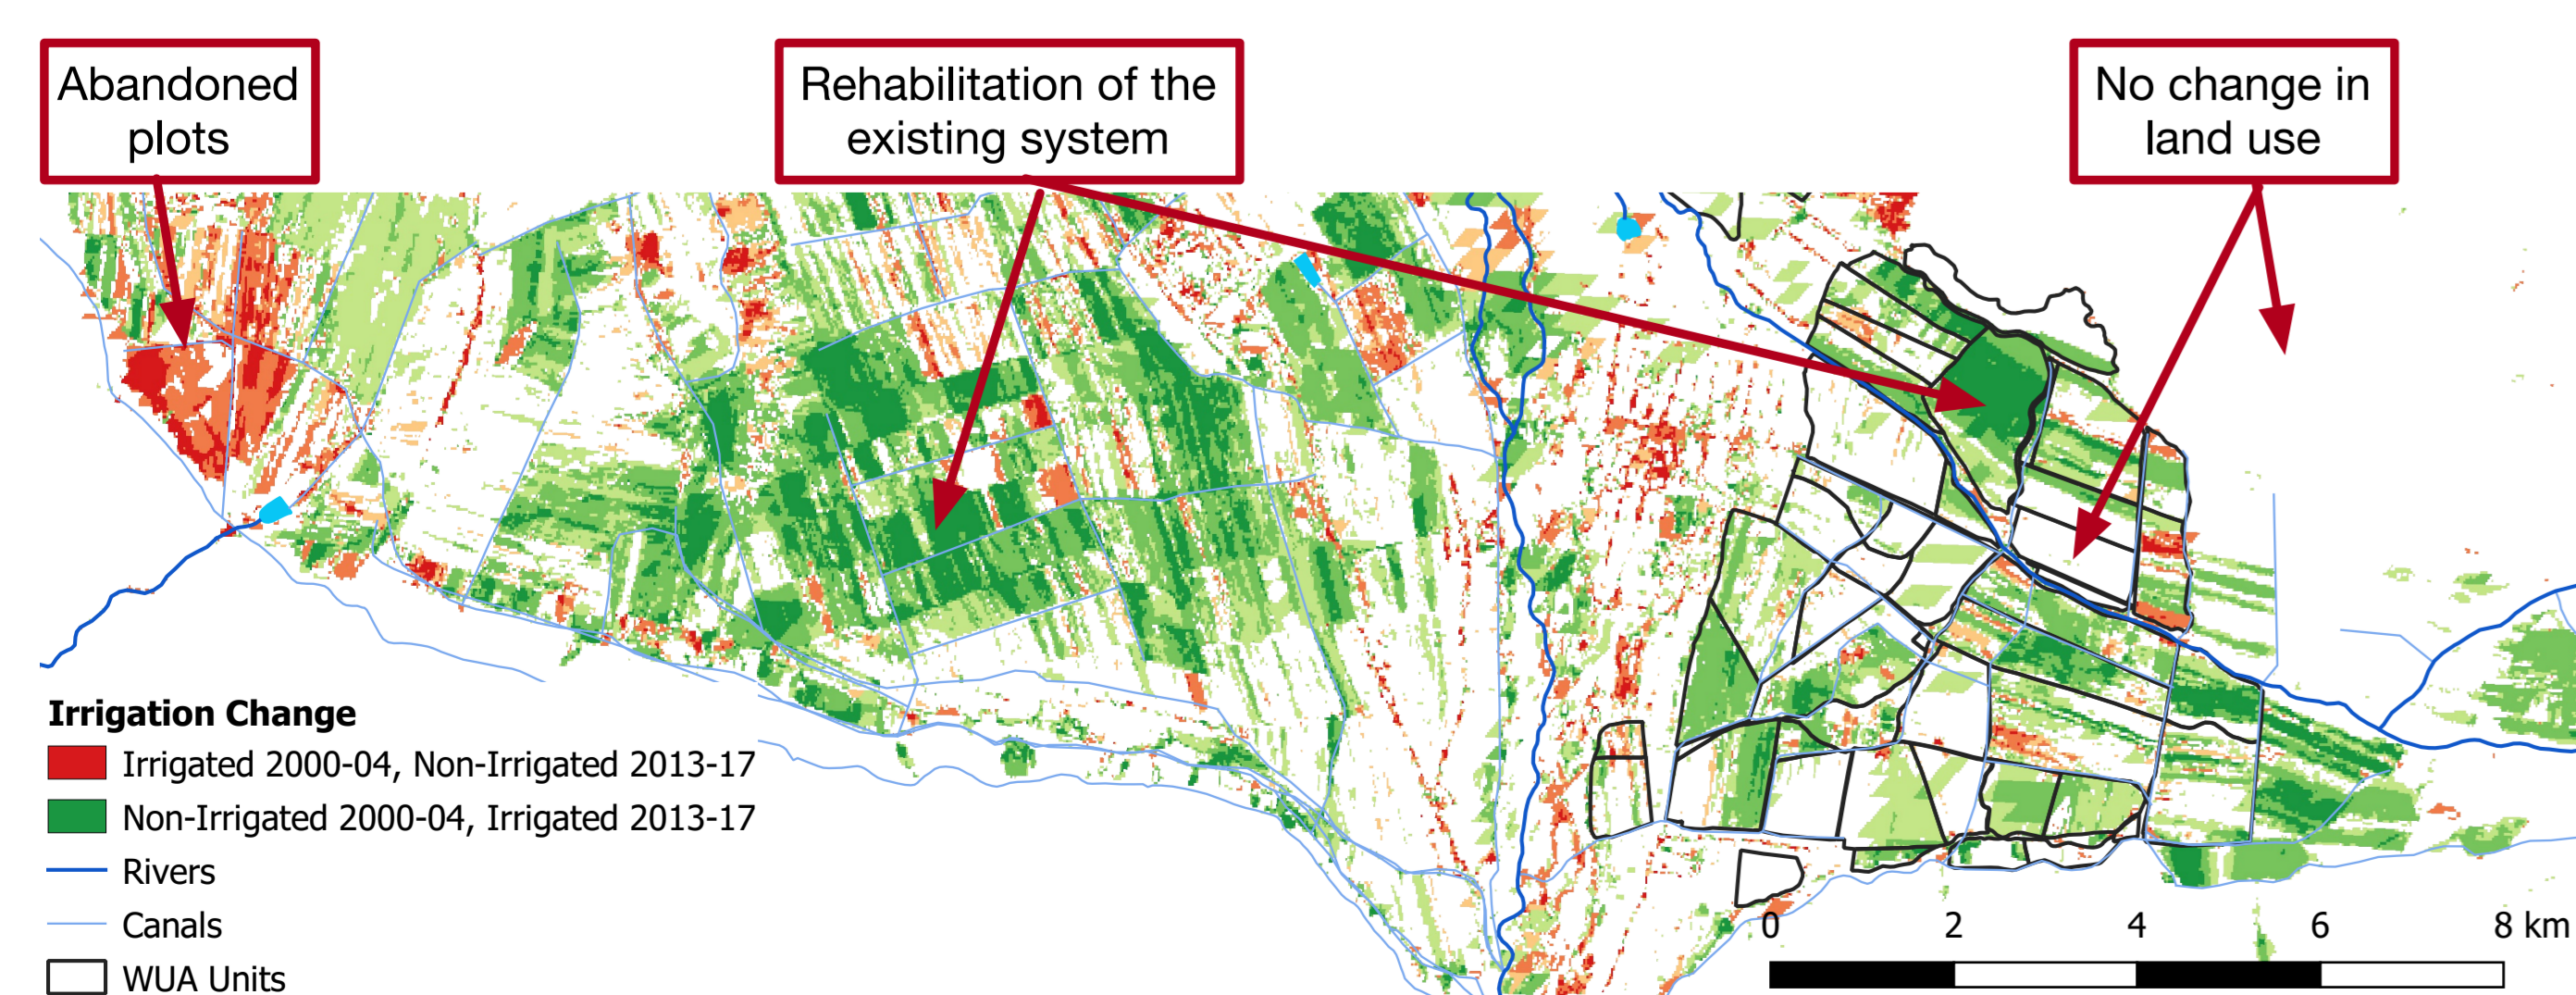 Abandoned
plots
Rehabilitation of the
existing system
No change in
land use
Irrigation Change
Irrigated 2000-04, Non-Irrigated 2013-17
Non-Irrigated 2000-04, Irrigated 2013-17
Rivers
Canals
WUA Units
0 2 4 6 8 km